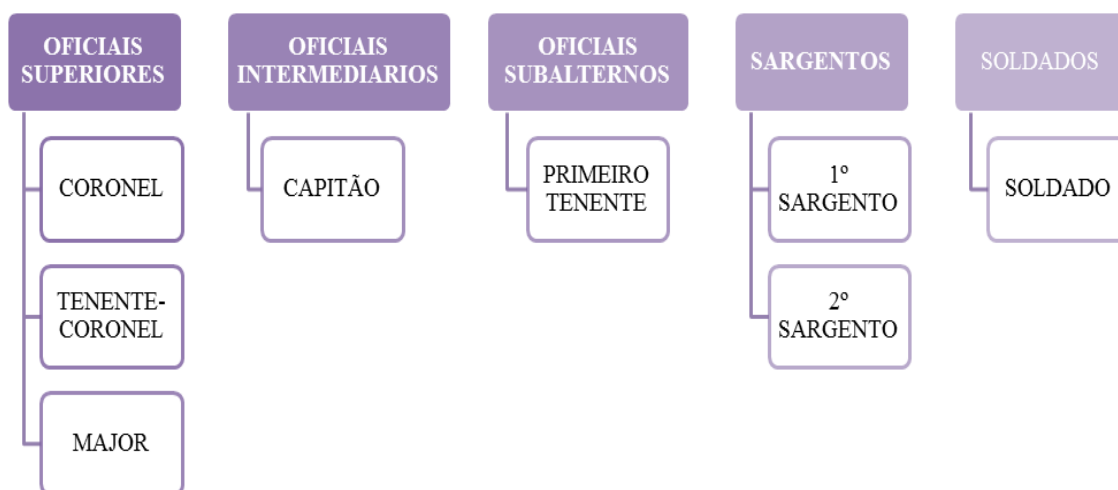 OFICIAIS
SUPERIORES
CORONEL
TENENTE-
CORONEL
MAJOR
OFICIAIS
INTERMEDIARIOS
CAPITÃO
OFICIAIS
SUBALTERNOS
PRIMEIRO
TENENTE
SARGENTOS
1º
SARGENTO
2º
SARGENTO
SOLDADOS
SOLDADO